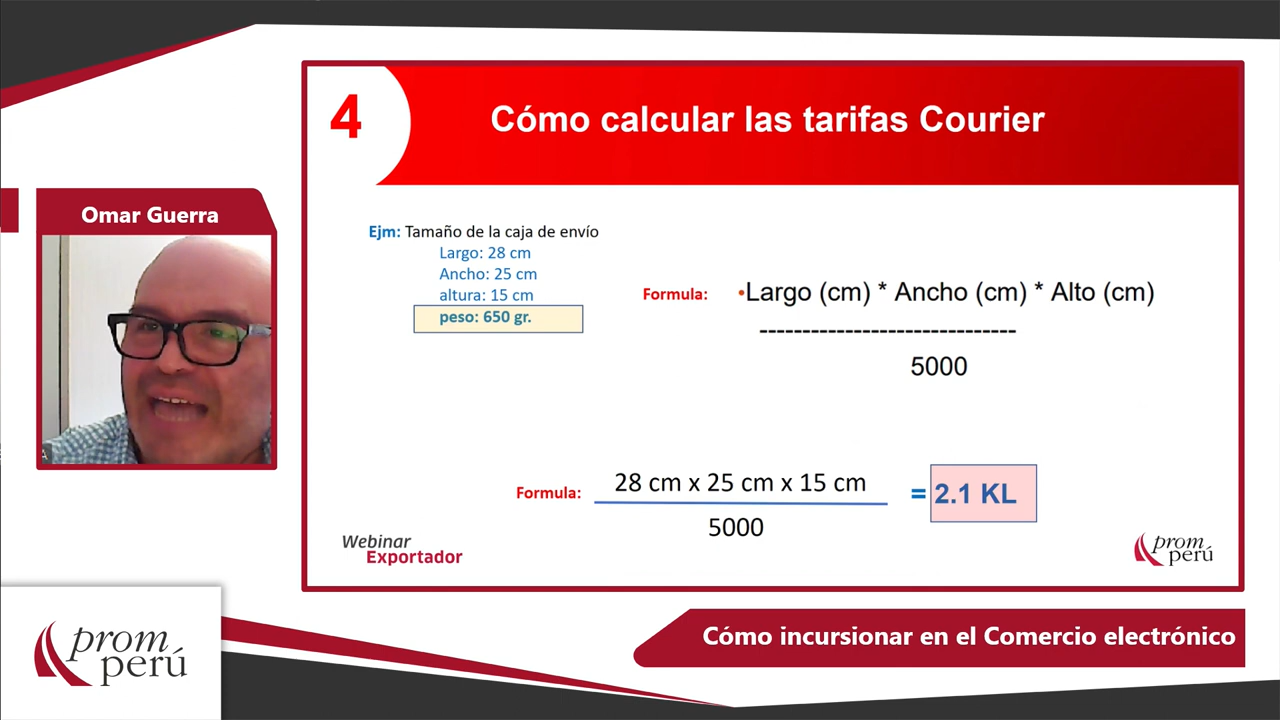 4
Cómo calcular las tarifas Courier
Omar Guerra
Ejm: Tamaño de la caja de envío
Largo: 28 cm
Ancho: 25 cm
altura: 15 cm
peso: 650 gr.
Formula: •Largo (cm) * Ancho (cm) * Alto (cm)
------------------------------
5000
Formula: 28 cm x 25 cm x 15 cm = 2.1 KL
5000
Webinar
Exportador
prom
perú
Cómo incursionar en el Comercio electrónico
prom
perú